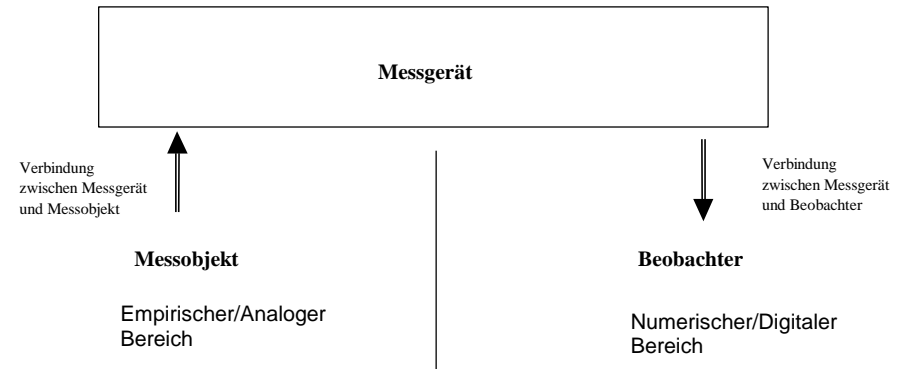 Messgerät
Verbindung
zwischen Messgerät
und Messobjekt
Verbindung
zwischen Messgerät
und Beobachter
Messobjekt
Beobachter
Empirischer/Analoger
Bereich
Numerischer/Digitaler
Bereich